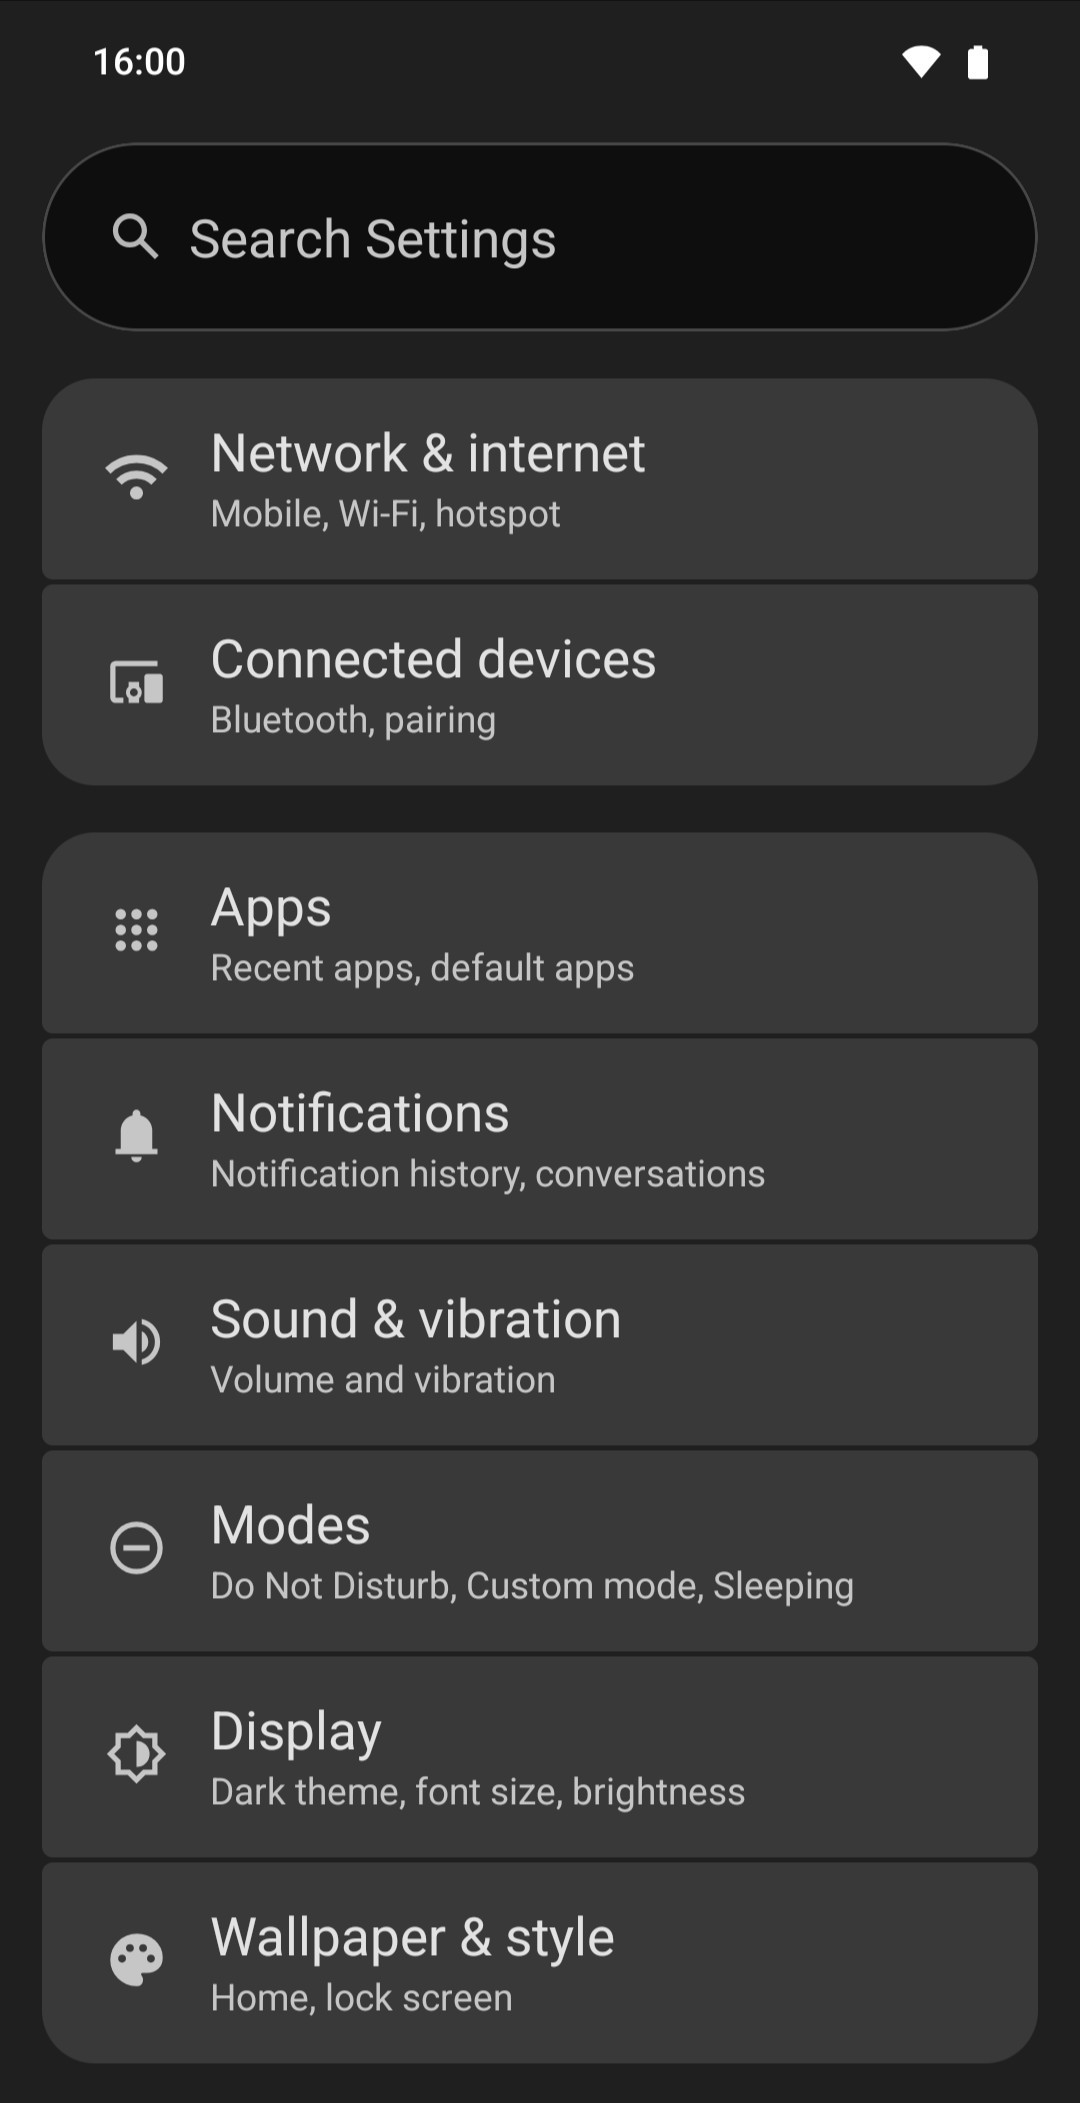 16:00
Search Settings
Network & internet
Mobile, Wi-Fi, hotspot
Connected devices
Bluetooth, pairing
Apps
Recent apps, default apps
Notifications
Notification history, conversations
Sound & vibration
Volume and vibration
Modes
Do Not Disturb, Custom mode, Sleeping
Display
Dark theme, font size, brightness
Wallpaper & style
Home, lock screen